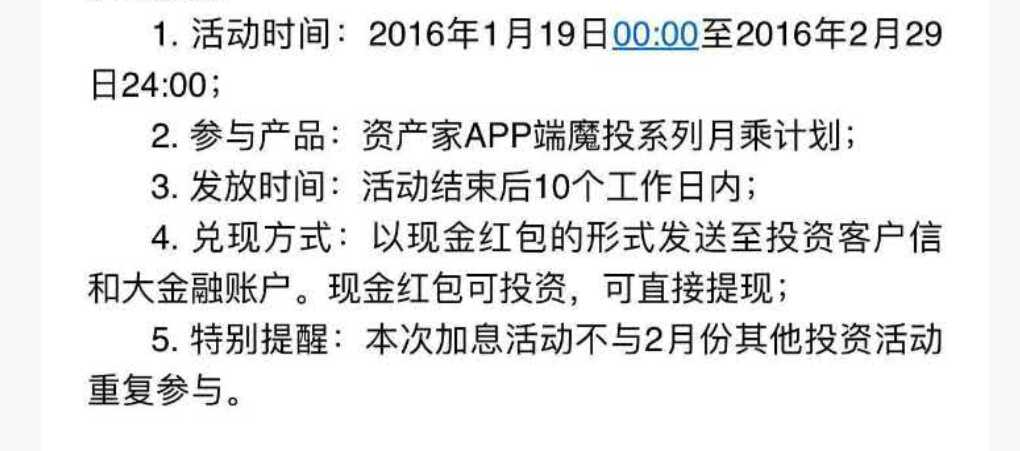 1. 活动时间：2016年1月19日00:00至2016年2月29
日24:00；
2. 参与产品：资产家APP端魔投系列月乘计划；
3. 发放时间：活动结束后10个工作日内；
4. 兑现方式：以现金红包的形式发送至投资客户信
和大金融账户。现金红包可投资，可直接提现；
5. 特别提醒：本次加息活动不与2月份其他投资活动
重复参与。